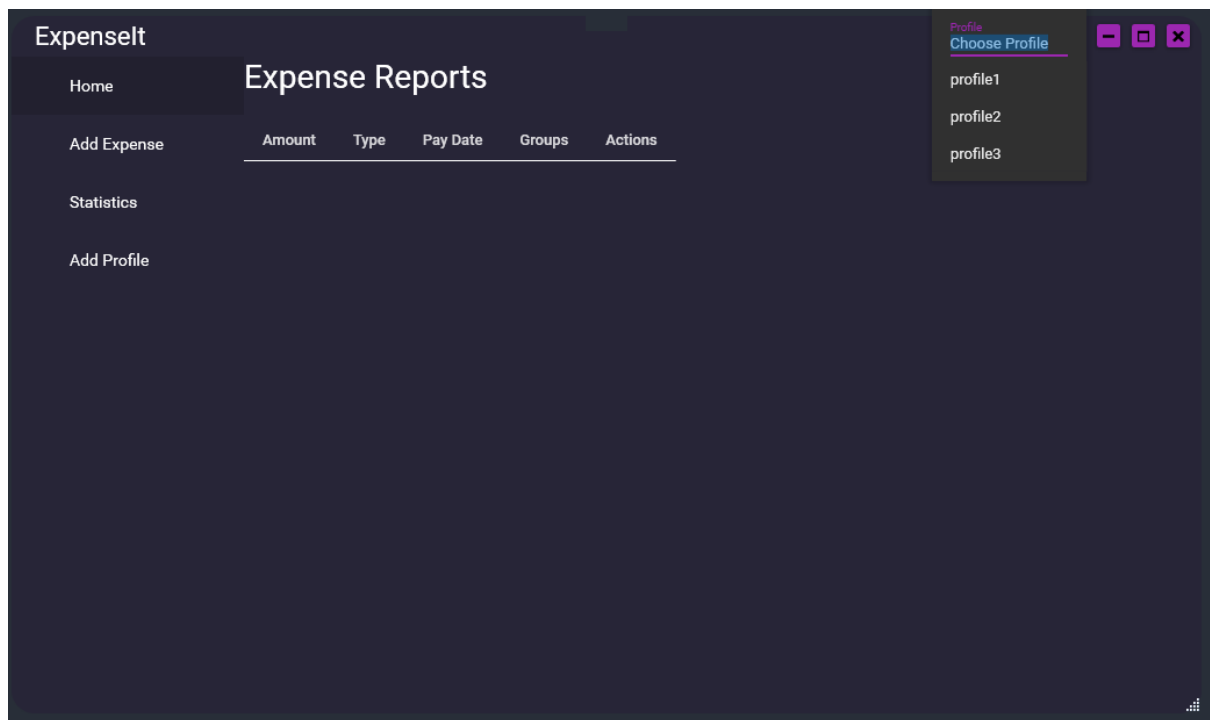 ExpenseIt
Home
Add Expense
Statistics
Add Profile
Expense Reports
Amount Type Pay Date Groups Actions
Profile
Choose Profile
profile1
profile2
profile3